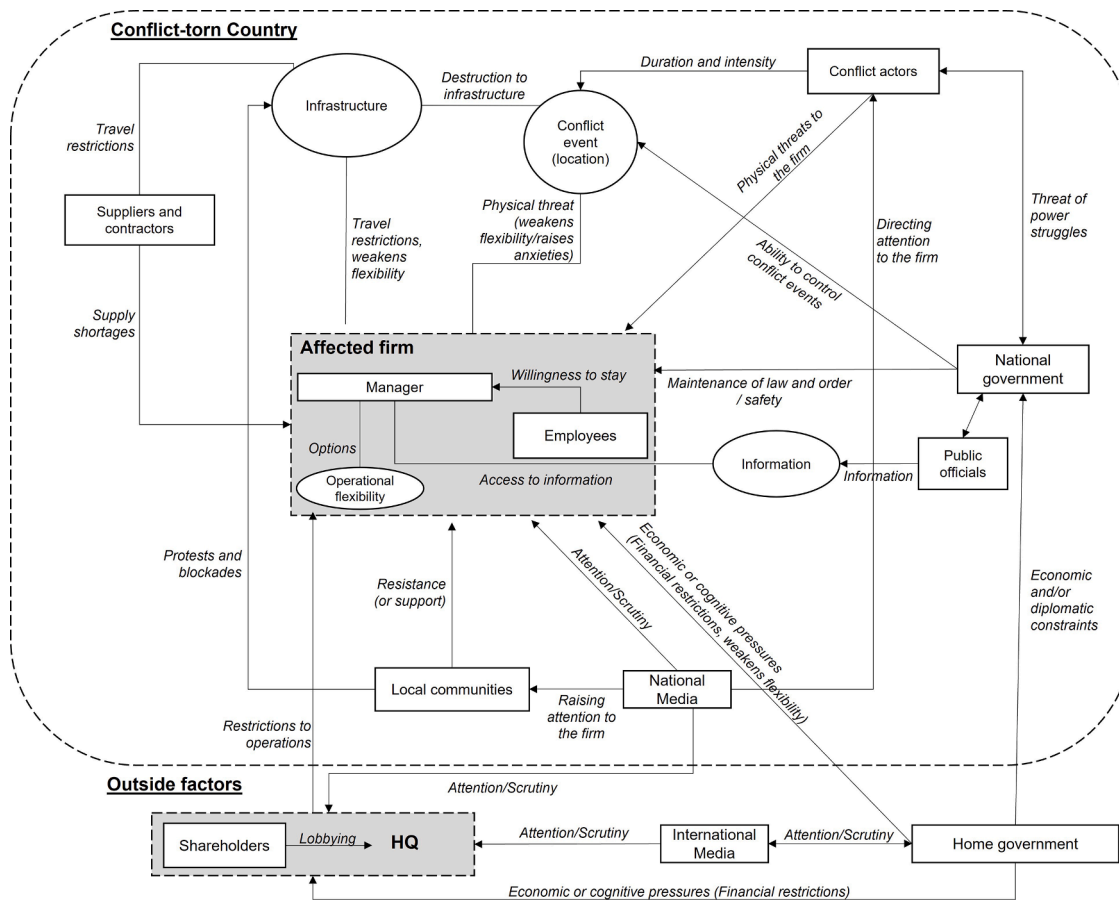 Conflict-torn Country
Infrastructure
Destruction to
infrastructure
Duration and intensity
Conflict actors
Conflict
event
(location)
Travel
restrictions
Physical threats to
the firm
Suppliers and
contractors
Travel
restrictions,
weakens
flexibility
Physical threat
(weakens
flexibility/raises
anxieties)
Directing
attention
to the firm
Threat of
power
struggles
Ability to control
conflict events
Supply
shortages
Affected firm
Manager
Willingness to stay
Employees
Maintenance of law and order
/ safety
National
government
Options
Operational
flexibility
Access to information
Information
Information
Public
officials
Protests and
blockades
Resistance
(or support)
Attention/Scrutiny
Economic or cognitive pressures
(Financial restrictions, weakens flexibility)
Economic
and/or
diplomatic
constraints
Local communities
Raising
attention to
the firm
National
Media
Restrictions to
operations
Outside factors
Attention/Scrutiny
Shareholders
Lobbying
HQ
Attention/Scrutiny
International
Media
Attention/Scrutiny
Home government
Economic or cognitive pressures (Financial restrictions)